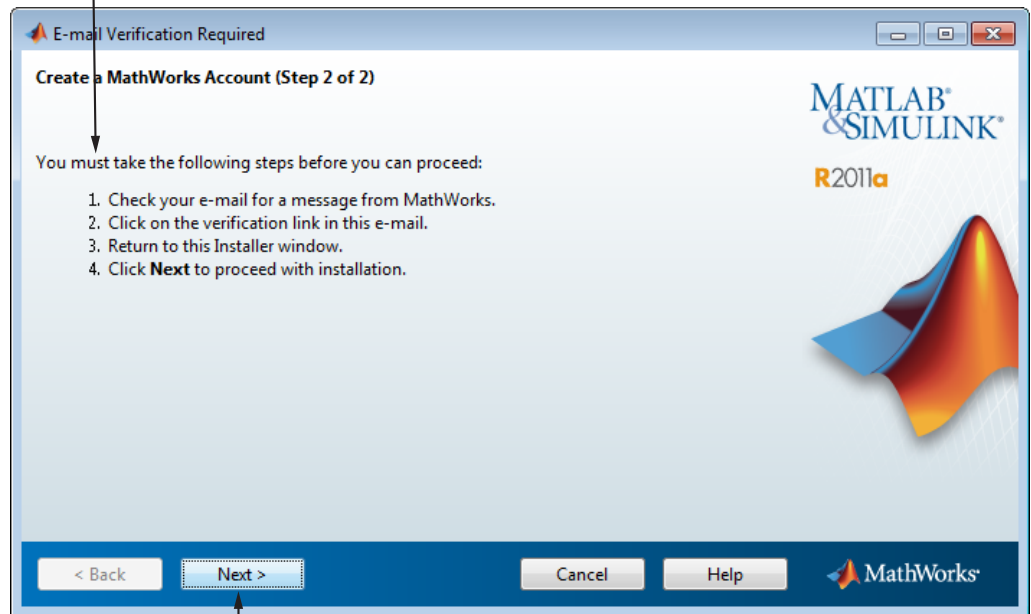 E-mail Verification Required
Create a MathWorks Account (Step 2 of 2)
MATLAB®
&SIMULINK®
R2011a
You must take the following steps before you can proceed:
1. Check your e-mail for a message from MathWorks.
2. Click on the verification link in this e-mail.
3. Return to this Installer window.
4. Click Next to proceed with installation.
< Back
Next >
Cancel
Help
MathWorks®